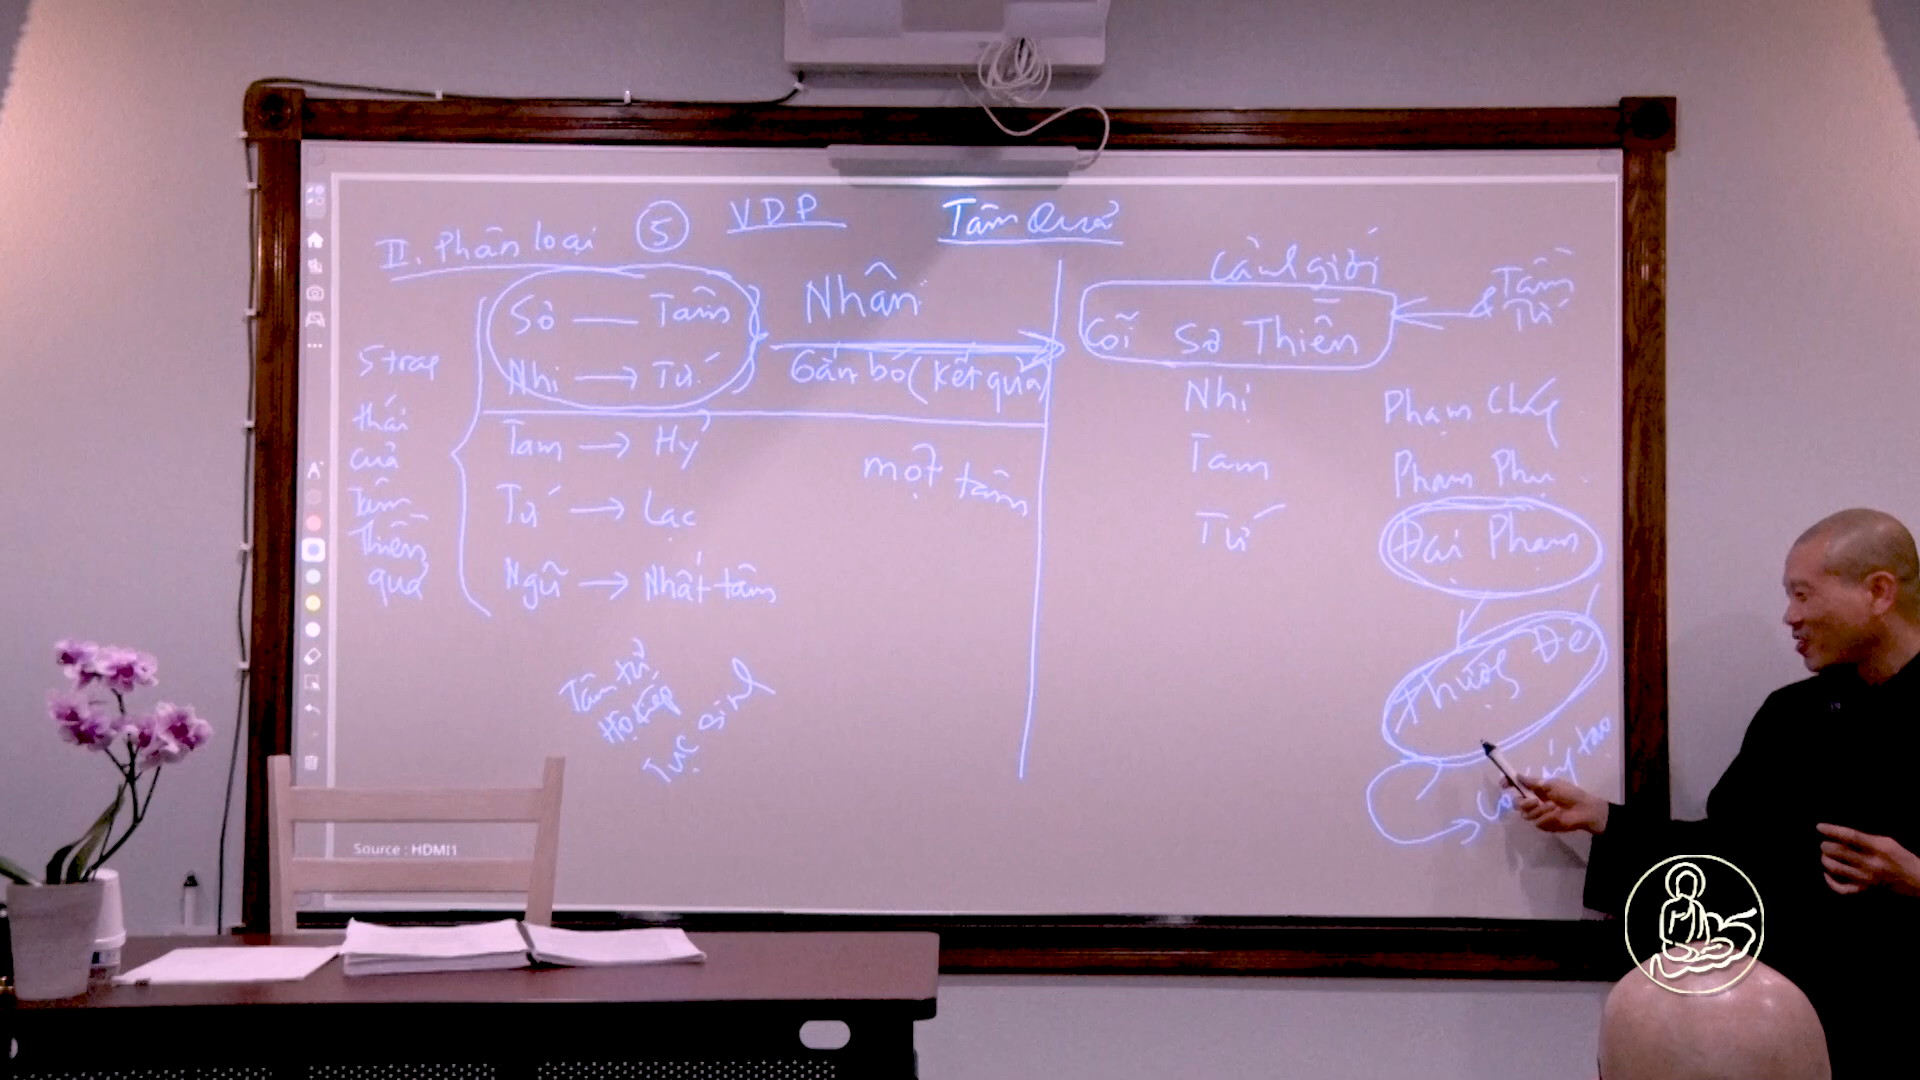 VDP
Tâm Quả
II. Phân loại ⑤
Sơ — Tầm
Nhị → Tứ
Tam → Hỷ
Tứ → Lạc
Ngũ → Nhất tâm
5 trạng
thái
của
tâm
Thiền
quả
Nhân
Gắn bó (kết quả)
một tâm
Tâm tử
Hộ kiếp
Tục sinh
Cảnh giới
Cõi Sơ Thiền
Tầm
& Tứ
Nhị
Tam
Tứ
Phạm Chúng
Phạm Phụ
Đại Phạm
Thượng Đế
tạo
Source : HDMI1